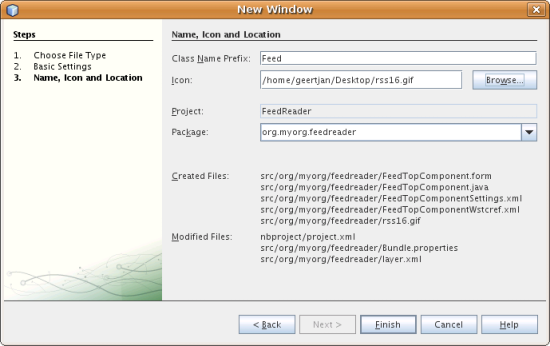 New Window
Steps
1. Choose File Type
2. Basic Settings
3. Name, Icon and Location
Name, Icon and Location
Class Name Prefix: Feed
Icon: /home/geertjan/Desktop/rss16.gif Browse...
Project: FeedReader
Package: org.myorg.feedreader
Created Files: src/org/myorg/feedreader/FeedTopComponent.form
src/org/myorg/feedreader/FeedTopComponent.java
src/org/myorg/feedreader/FeedTopComponentSettings.xml
src/org/myorg/feedreader/FeedTopComponentWstcref.xml
src/org/myorg/feedreader/rss16.gif
Modified Files: nbproject/project.xml
src/org/myorg/feedreader/Bundle.properties
src/org/myorg/feedreader/layer.xml
< Back Next > Finish Cancel Help